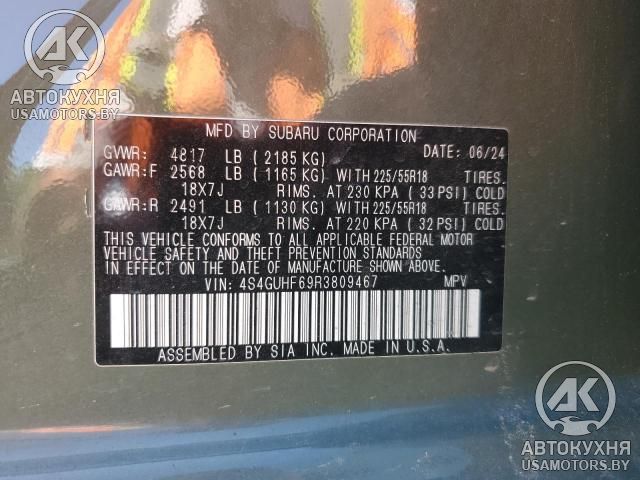 АК
АВТОКУХНЯ
USAMOTORS.BY
MFD BY SUBARU CORPORATION
GVWR: 4817 LB (2185 KG) DATE: 06/24
GAWR:F 2568 LB (1165 KG) WITH 225/55R18 TIRES.
18X7J RIMS. AT 230 KPA (33 PSI) COLD
GAWR:R 2491 LB (1130 KG) WITH 225/55R18 TIRES.
18X7J RIMS. AT 220 KPA (32 PSI) COLD
THIS VEHICLE CONFORMS TO ALL APPLICABLE FEDERAL MOTOR
VEHICLE SAFETY AND THEFT PREVENTION STANDARDS
IN EFFECT ON THE DATE OF MANUFACTURE SHOWN ABOVE.
VIN: 4S4GUHF69R3809467 MPV
ASSEMBLED BY SIA INC. MADE IN U.S.A.
АК
АВТОКУХНЯ
USAMOTORS.BY